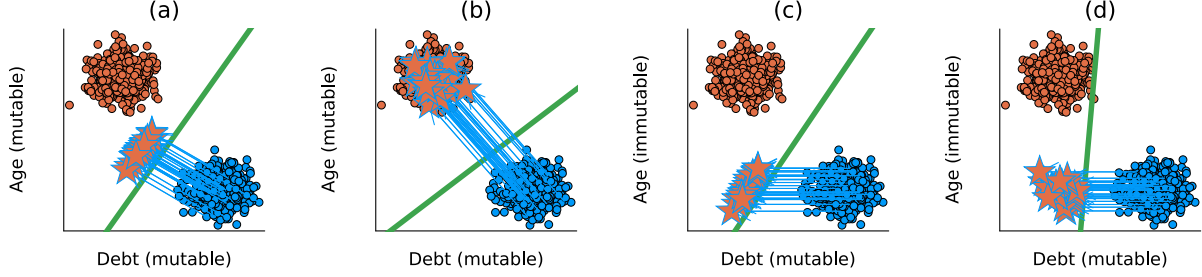 (a)
Age (mutable)
Debt (mutable)
(b)
Age (mutable)
Debt (mutable)
(c)
Age (immutable)
Debt (mutable)
(d)
Age (immutable)
Debt (mutable)